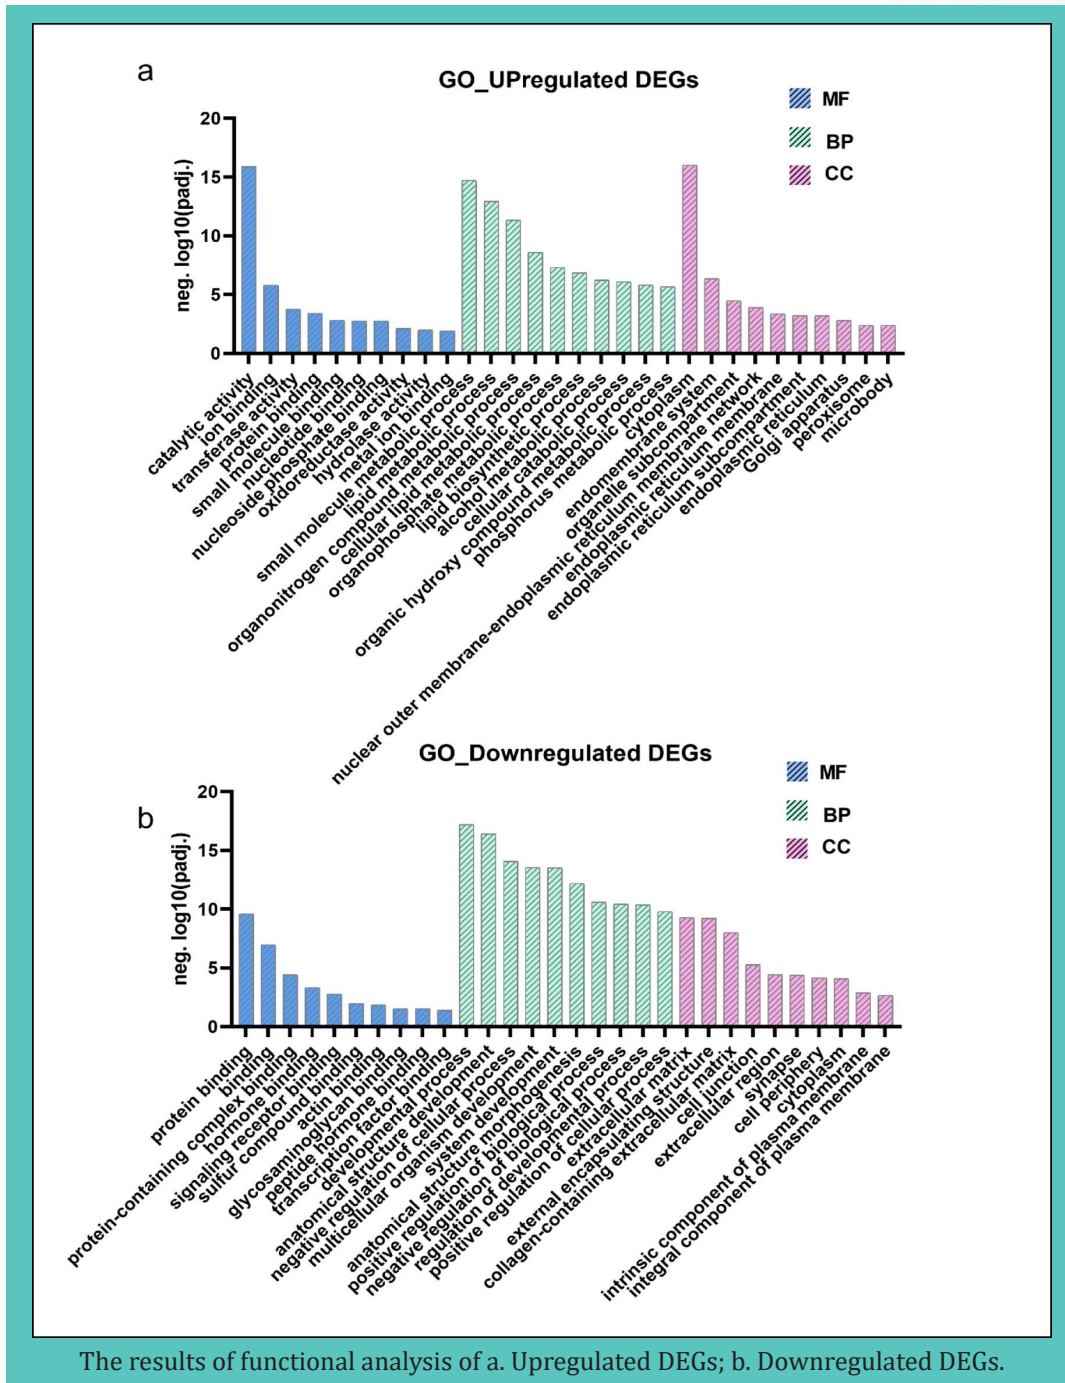 a
GO_UPregulated DEGs
MF
BP
CC
neg. log10(padj.)
20
15
10
5
0
catalytic activity
ion binding
transferase activity
protein binding
small molecule binding
nucleotide binding
nucleoside phosphate binding
oxidoreductase activity
hydrolase activity
metal ion binding
small molecule metabolic process
lipid metabolic process
organonitrogen compound metabolic process
cellular lipid metabolic process
organophosphate metabolic process
lipid biosynthetic process
alcohol metabolic process
cellular catabolic process
organic hydroxy compound metabolic process
phosphorus metabolic process
cytoplasm
endomembrane system
organelle subcompartment
nuclear outer membrane-endoplasmic reticulum membrane network
endoplasmic reticulum membrane
endoplasmic reticulum subcompartment
endoplasmic reticulum
Golgi apparatus
peroxisome
microbody
b
GO_Downregulated DEGs
MF
BP
CC
neg. log10(padj.)
20
15
10
5
0
protein binding
binding
protein-containing complex binding
hormone binding
signaling receptor binding
sulfur compound binding
actin binding
glycosaminoglycan binding
peptide hormone binding
transcription factor binding
developmental process
anatomical structure development
negative regulation of cellular process
multicellular organism development
system development
anatomical structure morphogenesis
positive regulation of biological process
negative regulation of biological process
regulation of developmental process
positive regulation of cellular process
extracellular matrix
external encapsulating structure
collagen-containing extracellular matrix
cell junction
extracellular region
synapse
cell periphery
cytoplasm
intrinsic component of plasma membrane
integral component of plasma membrane
The results of functional analysis of a. Upregulated DEGs; b. Downregulated DEGs.